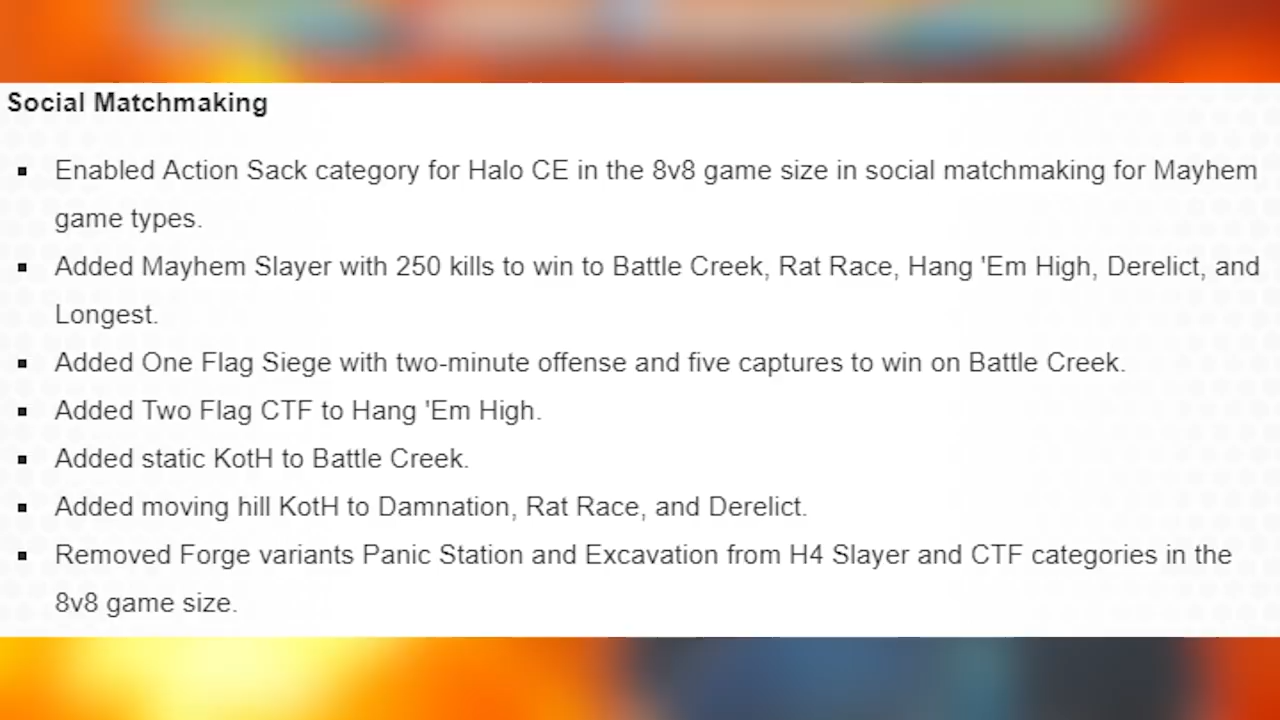 Social Matchmaking
▪ Enabled Action Sack category for Halo CE in the 8v8 game size in social matchmaking for Mayhem
game types.
▪ Added Mayhem Slayer with 250 kills to win to Battle Creek, Rat Race, Hang 'Em High, Derelict, and
Longest.
▪ Added One Flag Siege with two-minute offense and five captures to win on Battle Creek.
▪ Added Two Flag CTF to Hang 'Em High.
▪ Added static KotH to Battle Creek.
▪ Added moving hill KotH to Damnation, Rat Race, and Derelict.
▪ Removed Forge variants Panic Station and Excavation from H4 Slayer and CTF categories in the
8v8 game size.